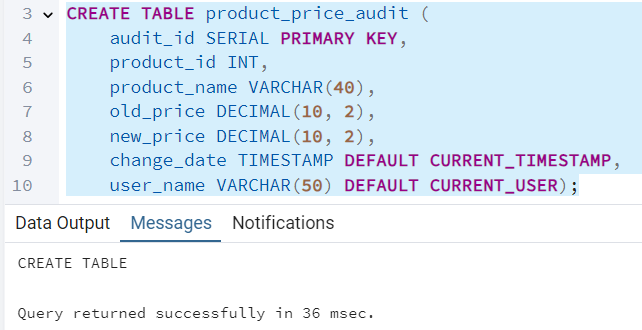 3 CREATE TABLE product_price_audit (
4 audit_id SERIAL PRIMARY KEY,
5 product_id INT,
6 product_name VARCHAR(40),
7 old_price DECIMAL(10, 2),
8 new_price DECIMAL(10, 2),
9 change_date TIMESTAMP DEFAULT CURRENT_TIMESTAMP,
10 user_name VARCHAR(50) DEFAULT CURRENT_USER);
Data Output Messages Notifications
CREATE TABLE
Query returned successfully in 36 msec.